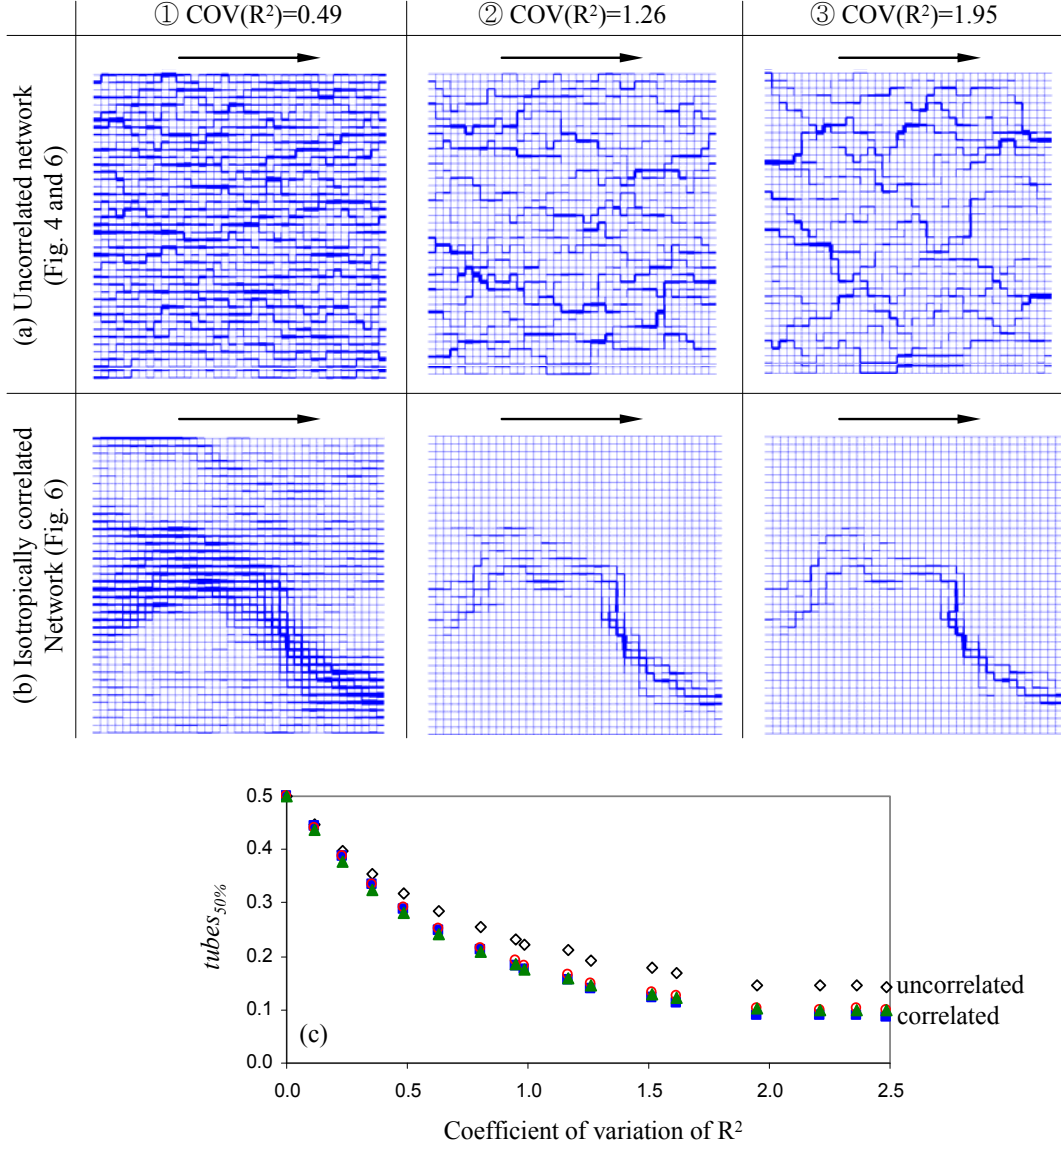 ① COV(R²)=0.49
② COV(R²)=1.26
③ COV(R²)=1.95
(a) Uncorrelated network
(Fig. 4 and 6)
(b) Isotropically correlated
Network (Fig. 6)
0.5
0.4
0.3
0.2
0.1
0.0
tubes50%
(c)
uncorrelated
correlated
0.0
0.5
1.0
1.5
2.0
2.5
Coefficient of variation of R²